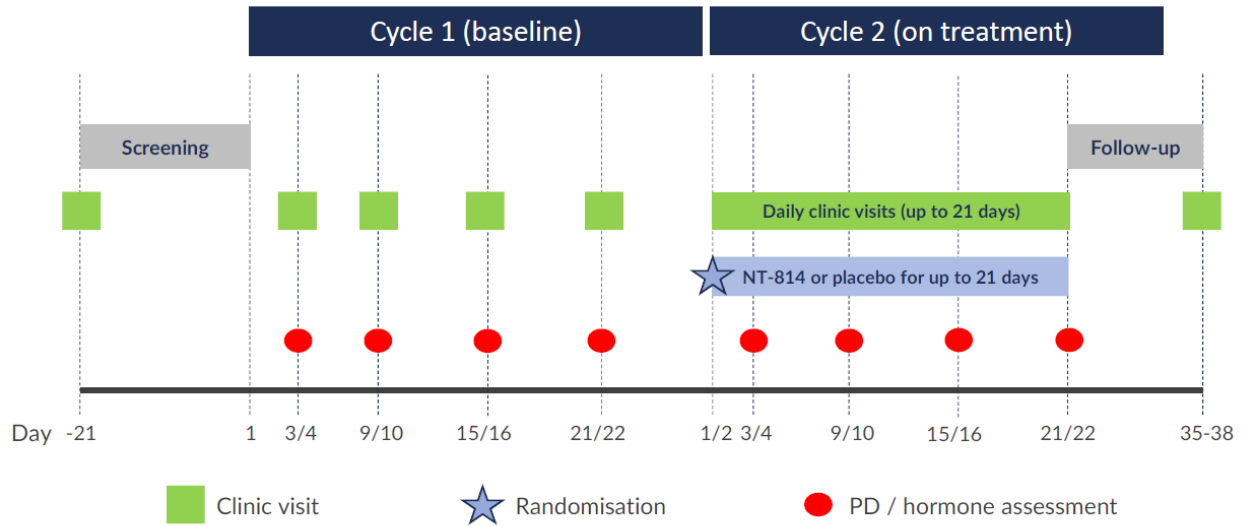 Cycle 1 (baseline)
Cycle 2 (on treatment)
Screening
Follow-up
Daily clinic visits (up to 21 days)
NT-814 or placebo for up to 21 days
Day -21 1 3/4 9/10 15/16 21/22 1/2 3/4 9/10 15/16 21/22 35-38
Clinic visit
Randomisation
PD / hormone assessment